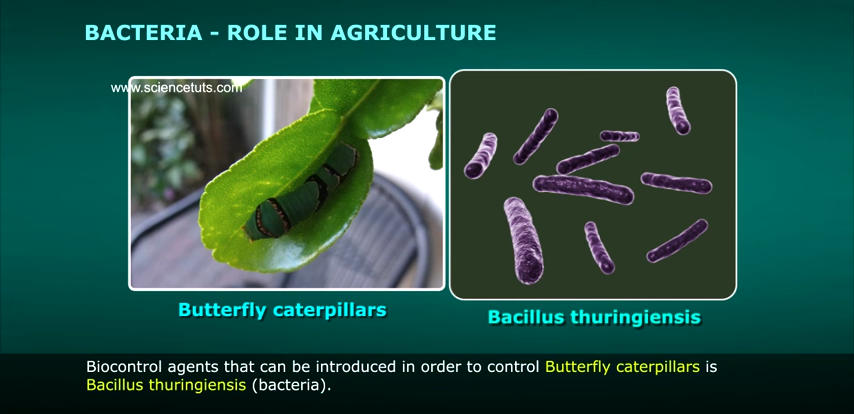 BACTERIA - ROLE IN AGRICULTURE
www.sciencetuts.com
Butterfly caterpillars
Bacillus thuringiensis
Biocontrol agents that can be introduced in order to control Butterfly caterpillars is
Bacillus thuringiensis (bacteria).